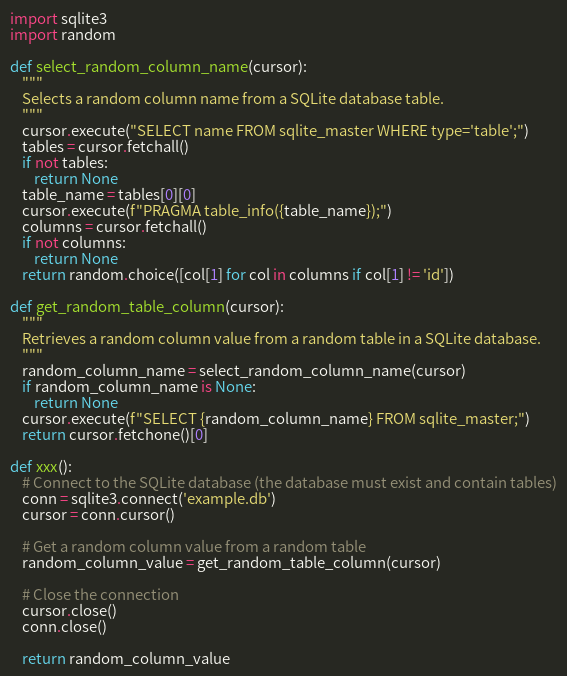 import sqlite3
import random

def select_random_column_name(cursor):
    """
    Selects a random column name from a SQLite database table.
    """
    cursor.execute("SELECT name FROM sqlite_master WHERE type='table';")
    tables = cursor.fetchall()
    if not tables:
        return None
    table_name = tables[0][0]
    cursor.execute(f"PRAGMA table_info({table_name});")
    columns = cursor.fetchall()
    if not columns:
        return None
    return random.choice([col[1] for col in columns if col[1] != 'id'])

def get_random_table_column(cursor):
    """
    Retrieves a random column value from a random table in a SQLite database.
    """
    random_column_name = select_random_column_name(cursor)
    if random_column_name is None:
        return None
    cursor.execute(f"SELECT {random_column_name} FROM sqlite_master;")
    return cursor.fetchone()[0]

def xxx():
    # Connect to the SQLite database (the database must exist and contain tables)
    conn = sqlite3.connect('example.db')
    cursor = conn.cursor()

    # Get a random column value from a random table
    random_column_value = get_random_table_column(cursor)

    # Close the connection
    cursor.close()
    conn.close()

    return random_column_value